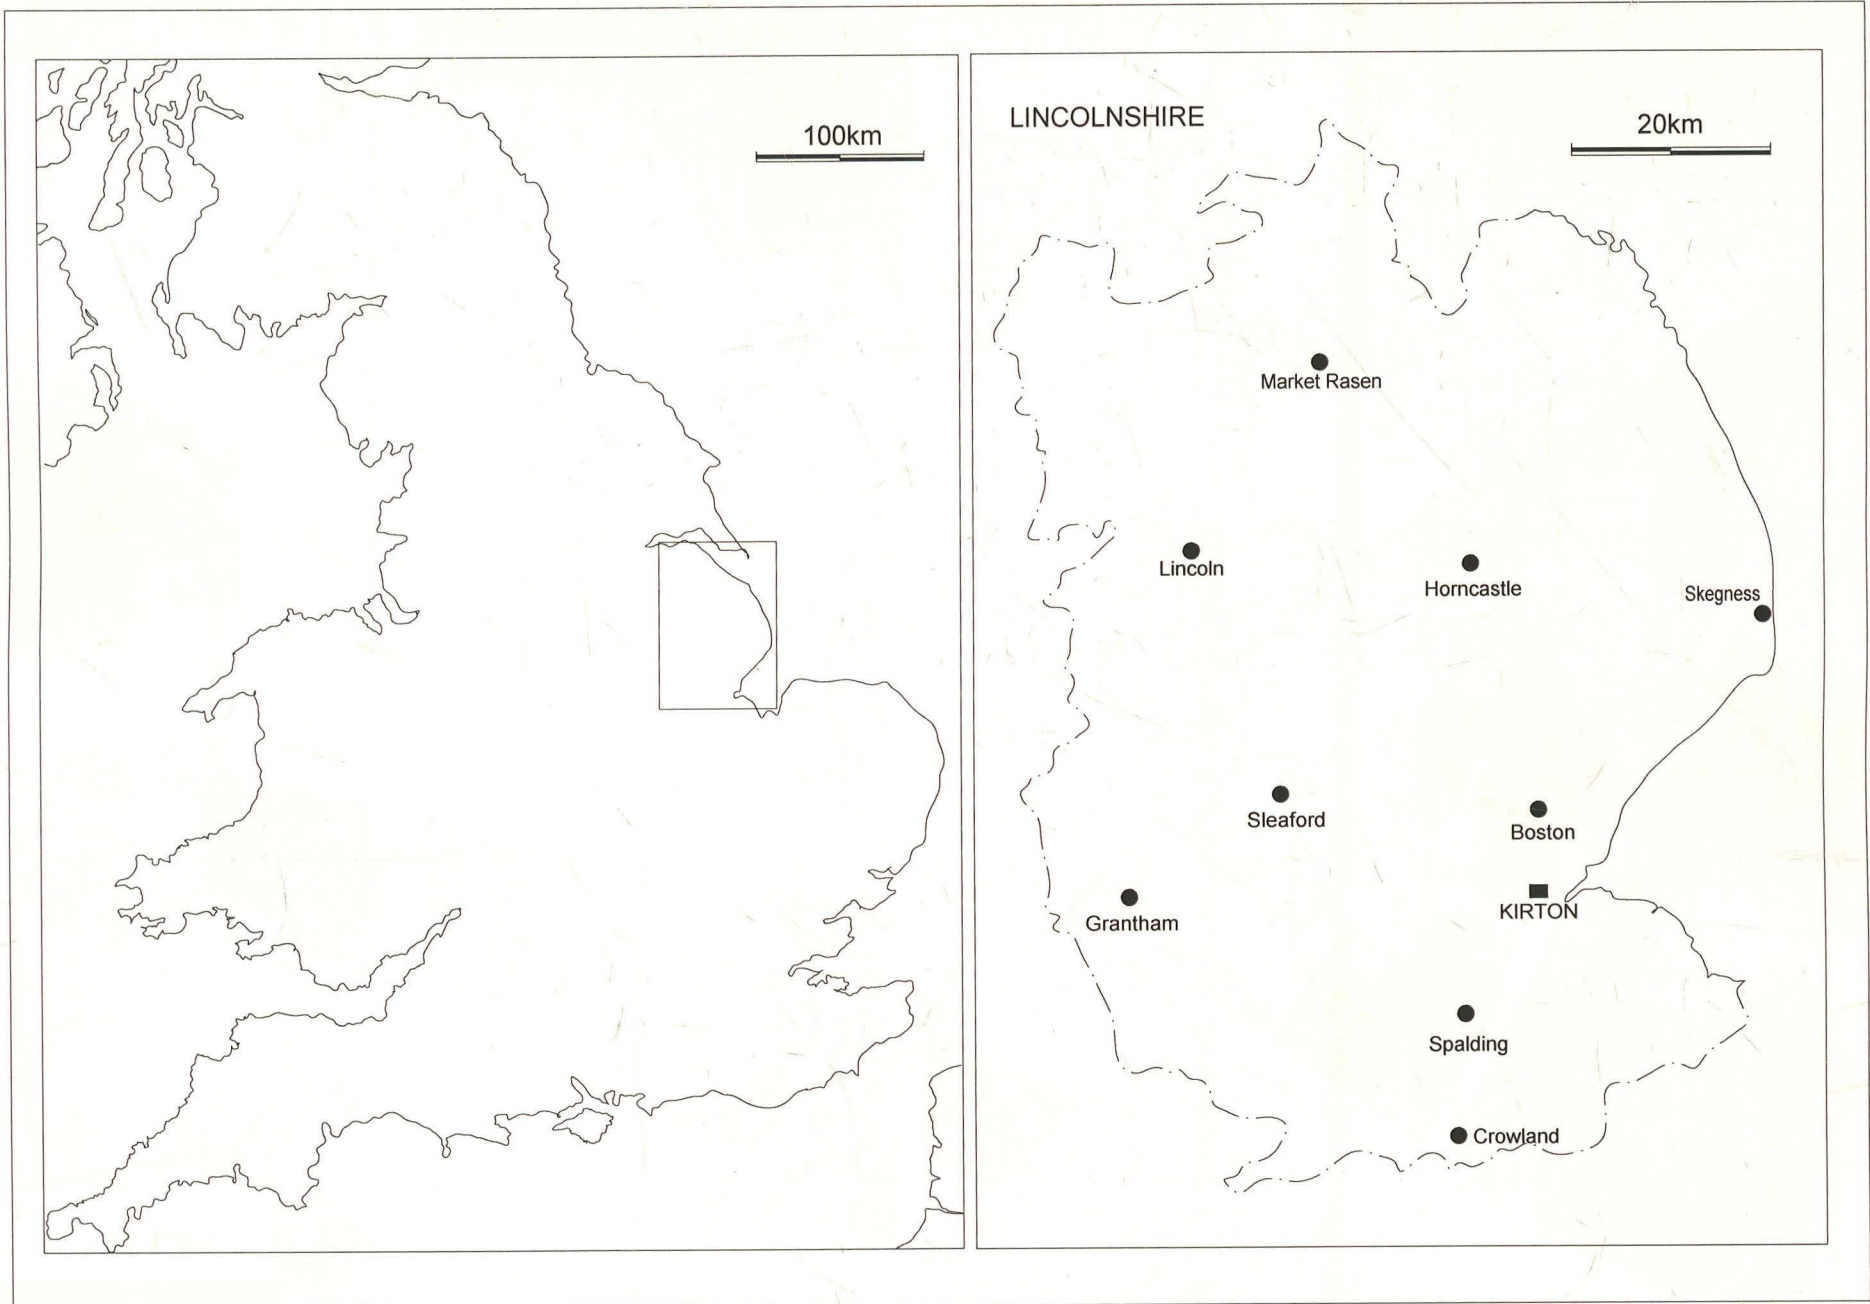 100km
LINCOLNSHIRE
20km
Market Rasen
Lincoln
Horncastle
Skegness
Sleaford
Boston
Grantham
KIRTON
Spalding
Crowland